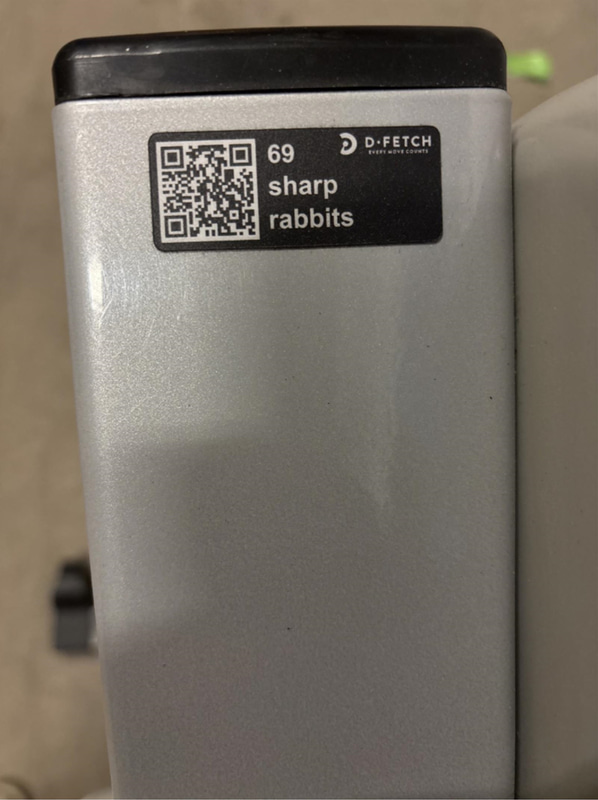 69
D·FETCH
EVERY MOVE COUNTS
sharp
rabbits